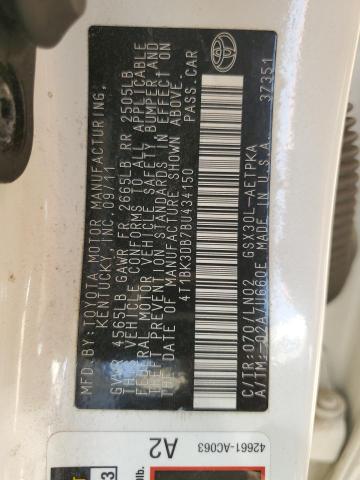 MFD.BY:TOYOTA MOTOR MANUFACTURING
KENTUCKY, INC. 09/11
GVWR 4565LB GAWR FR 2665LB RR 2505LB
THIS VEHICLE CONFORMS TO ALL APPLICABLE
FEDERAL MOTOR VEHICLE SAFETY BUMPER, AND
THEFT PREVENTION STANDARDS IN EFFECT ON
THE DATE OF MANUFACTURE SHOWN ABOVE.
4T1BK3DB7BU434150 PASS.CAR
C/TR: 070/LN02 GSX30L-AETPKA
A/TM: -02A/U660E MADE IN U.S.A. 37351
42661-AC063
A2